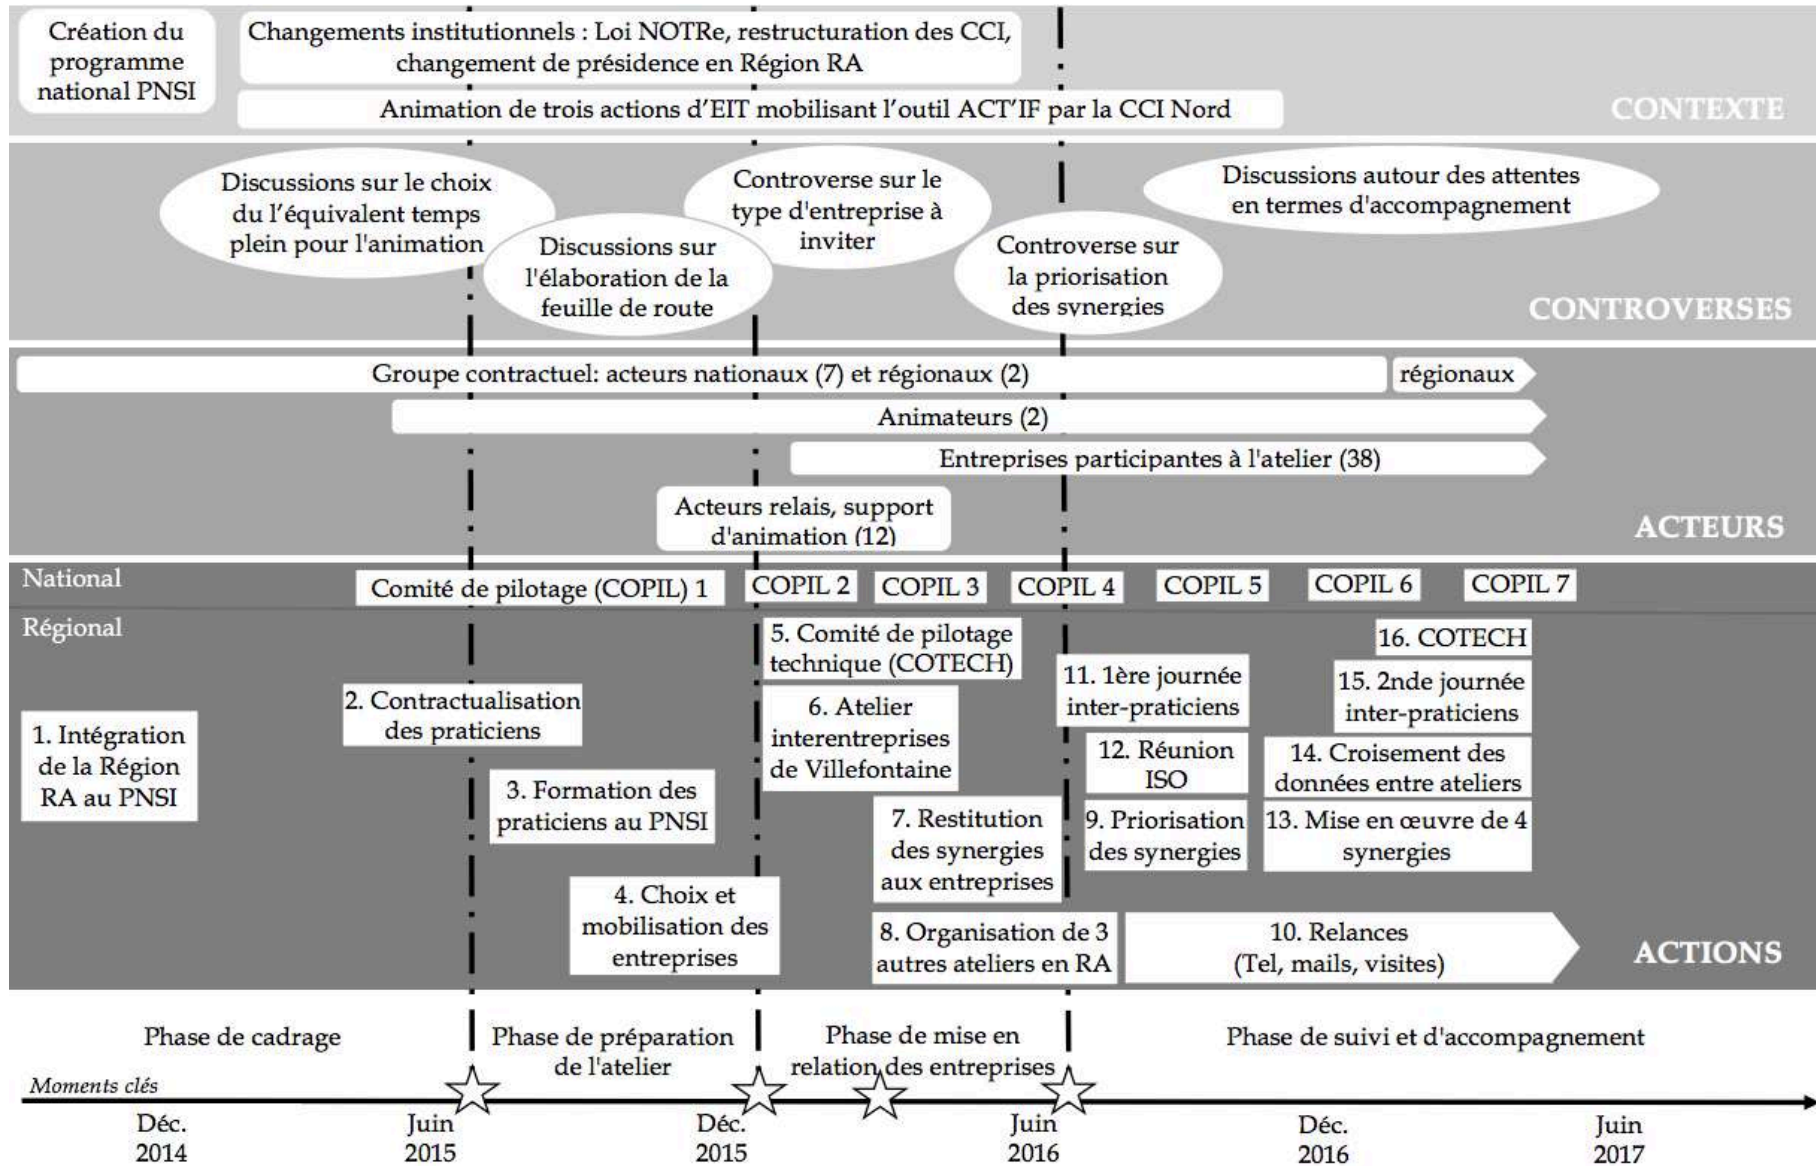 Création du
programme
national PNSI
Changements institutionnels : Loi NOTRe, restructuration des CCI,
changement de présidence en Région RA
Animation de trois actions d'EIT mobilisant l'outil ACT'IF par la CCI Nord
CONTEXTE
Discussions sur le choix
du l'équivalent temps
plein pour l'animation
Discussions sur
l'élaboration de la
feuille de route
Controverse sur le
type d'entreprise à
inviter
Controverse sur
la priorisation
des synergies
Discussions autour des attentes
en termes d'accompagnement
CONTROVERSES
Groupe contractuel: acteurs nationaux (7) et régionaux (2)
régionaux
Animateurs (2)
Entreprises participantes à l'atelier (38)
Acteurs relais, support
d'animation (12)
ACTEURS
National
Comité de pilotage (COPIL) 1
COPIL 2
COPIL 3
COPIL 4
COPIL 5
COPIL 6
COPIL 7
Régional
1. Intégration
de la Région
RA au PNSI
2. Contractualisation
des praticiens
3. Formation des
praticiens au PNSI
4. Choix et
mobilisation des
entreprises
5. Comité de pilotage
technique (COTECH)
6. Atelier
interentreprises
de Villefontaine
7. Restitution
des synergies
aux entreprises
8. Organisation de 3
autres ateliers en RA
11. 1ère journée
inter-praticiens
12. Réunion
ISO
9. Priorisation
des synergies
10. Relances
(Tel, mails, visites)
16. COTECH
15. 2nde journée
inter-praticiens
14. Croisement des
données entre ateliers
13. Mise en œuvre de 4
synergies
ACTIONS
Phase de cadrage
Phase de préparation
de l'atelier
Phase de mise en
relation des entreprises
Phase de suivi et d'accompagnement
Moments clés
Déc.
2014
Juin
2015
Déc.
2015
Juin
2016
Déc.
2016
Juin
2017